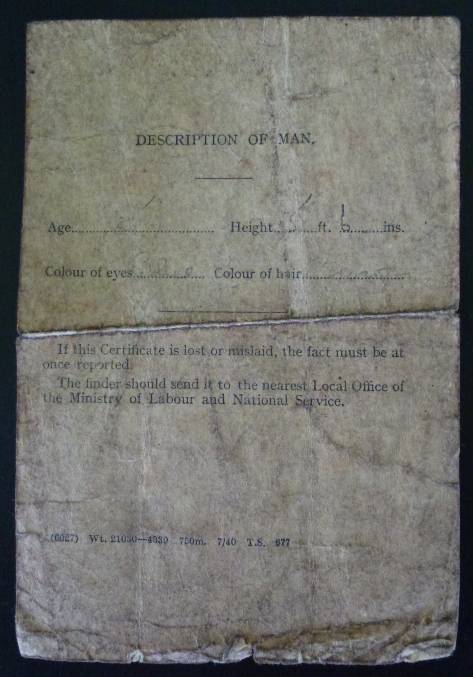 DESCRIPTION OF MAN.
Age.............................. Height..........ft. 6.........ins.
Colour of eyes.................. Colour of hair..........................
If this Certificate is lost or mislaid, the fact must be at
once reported.
The finder should send it to the nearest Local Office of
the Ministry of Labour and National Service.
(6027) Wt. 21030—4939 750m. 7/40 T.S. 677